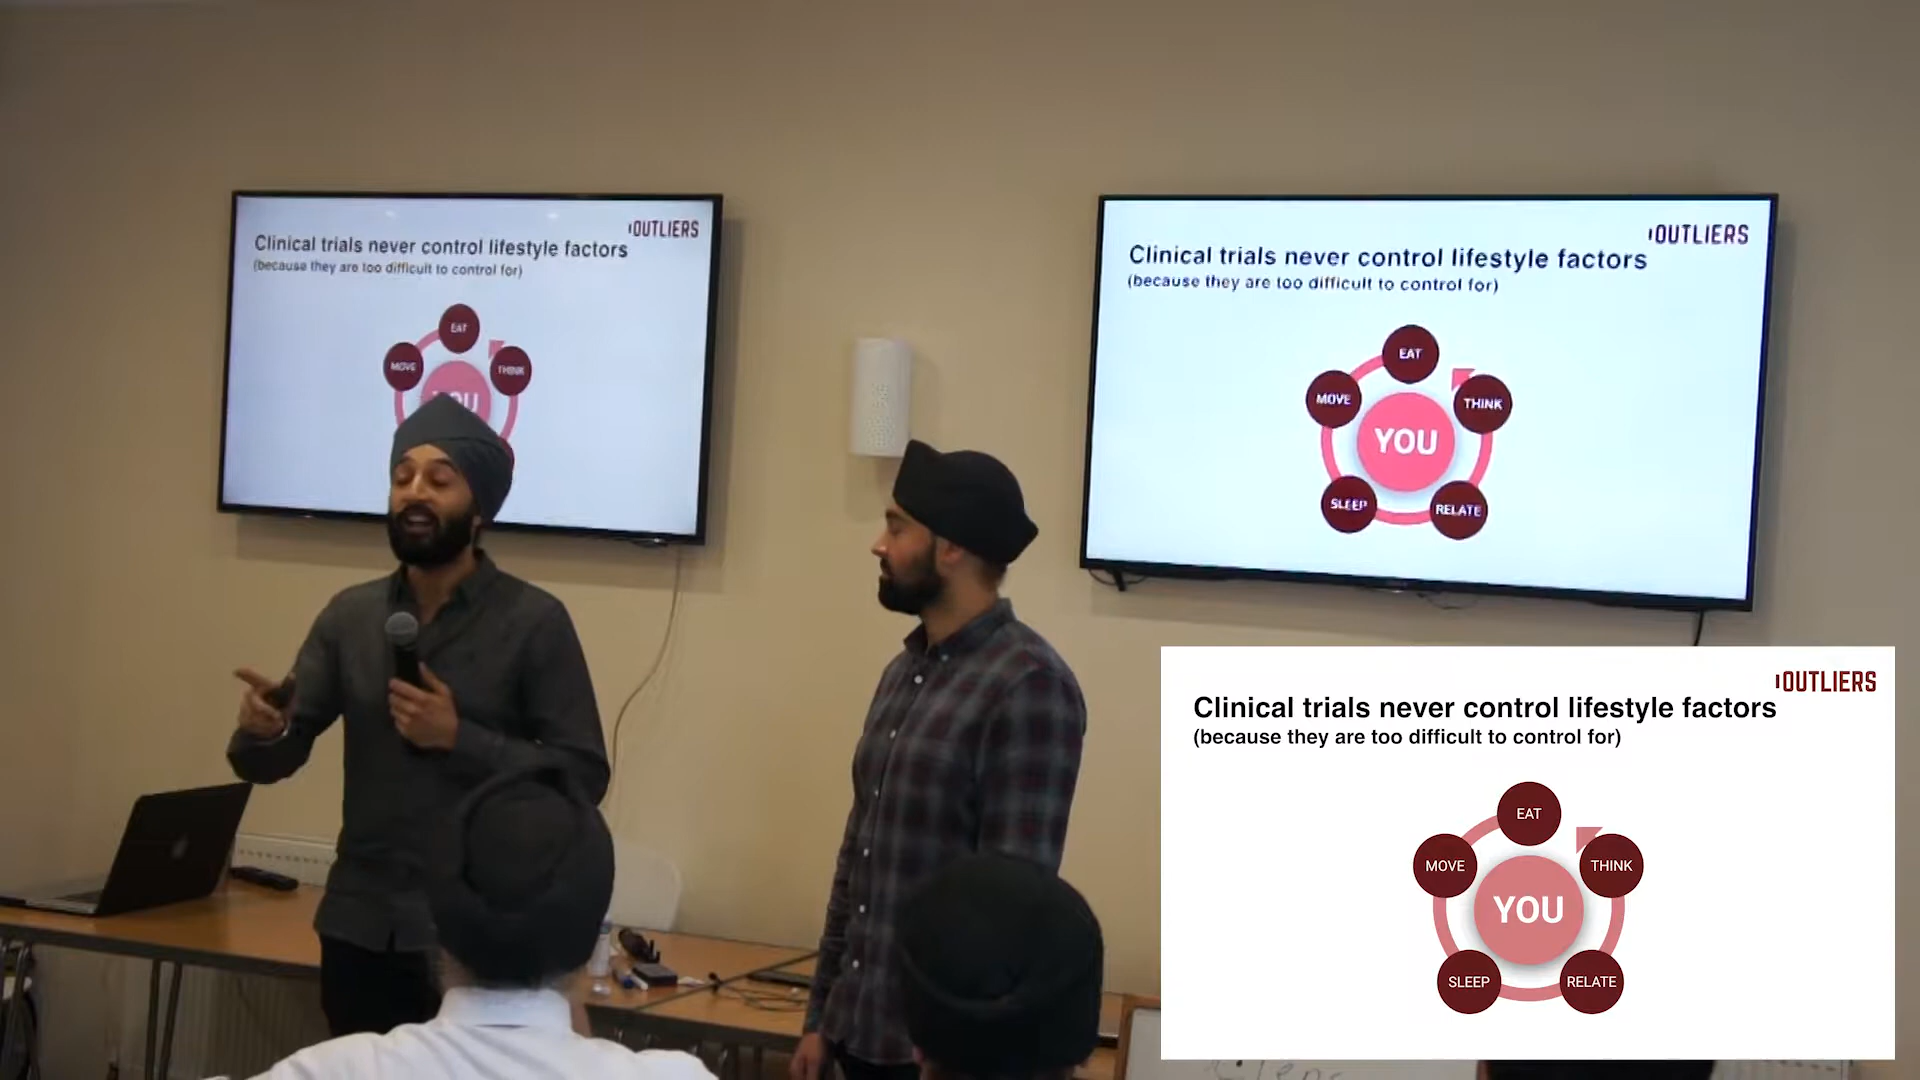 OUTLIERS
Clinical trials never control lifestyle factors
(because they are too difficult to control for)
EAT
MOVE
THINK
YOU
OUTLIERS
Clinical trials never control lifestyle factors
(because they are too difficult to control for)
EAT
MOVE
THINK
YOU
SLEEP
RELATE
OUTLIERS
Clinical trials never control lifestyle factors
(because they are too difficult to control for)
EAT
MOVE
THINK
YOU
SLEEP
RELATE